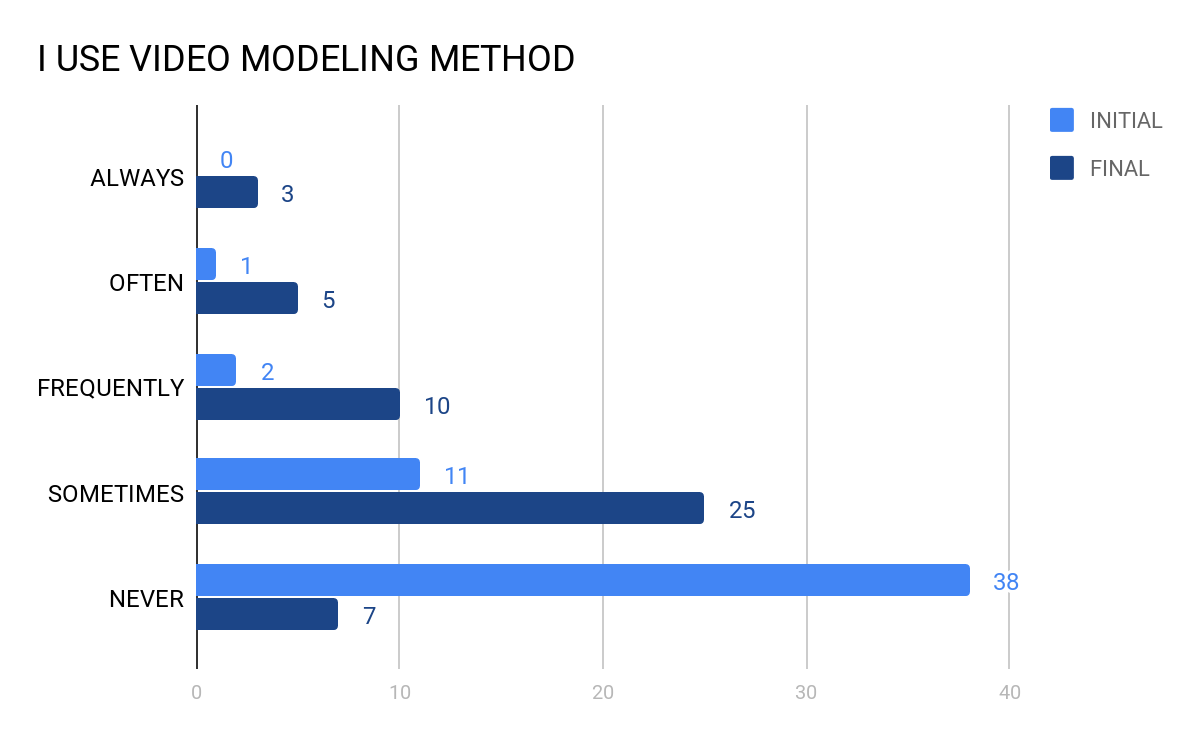 I USE VIDEO MODELING METHOD
INITIAL
FINAL
ALWAYS
0
3
OFTEN
1
5
FREQUENTLY
2
10
SOMETIMES
11
25
NEVER
38
7
0 10 20 30 40